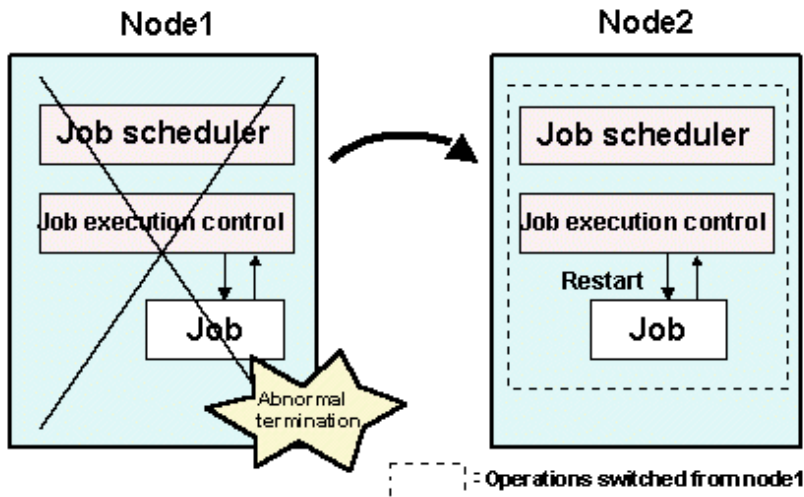 Node1
Node2
Job scheduler
Job execution control
Job
Abnormal
termination
Job scheduler
Job execution control
Restart
Job
: Operations switched from node1